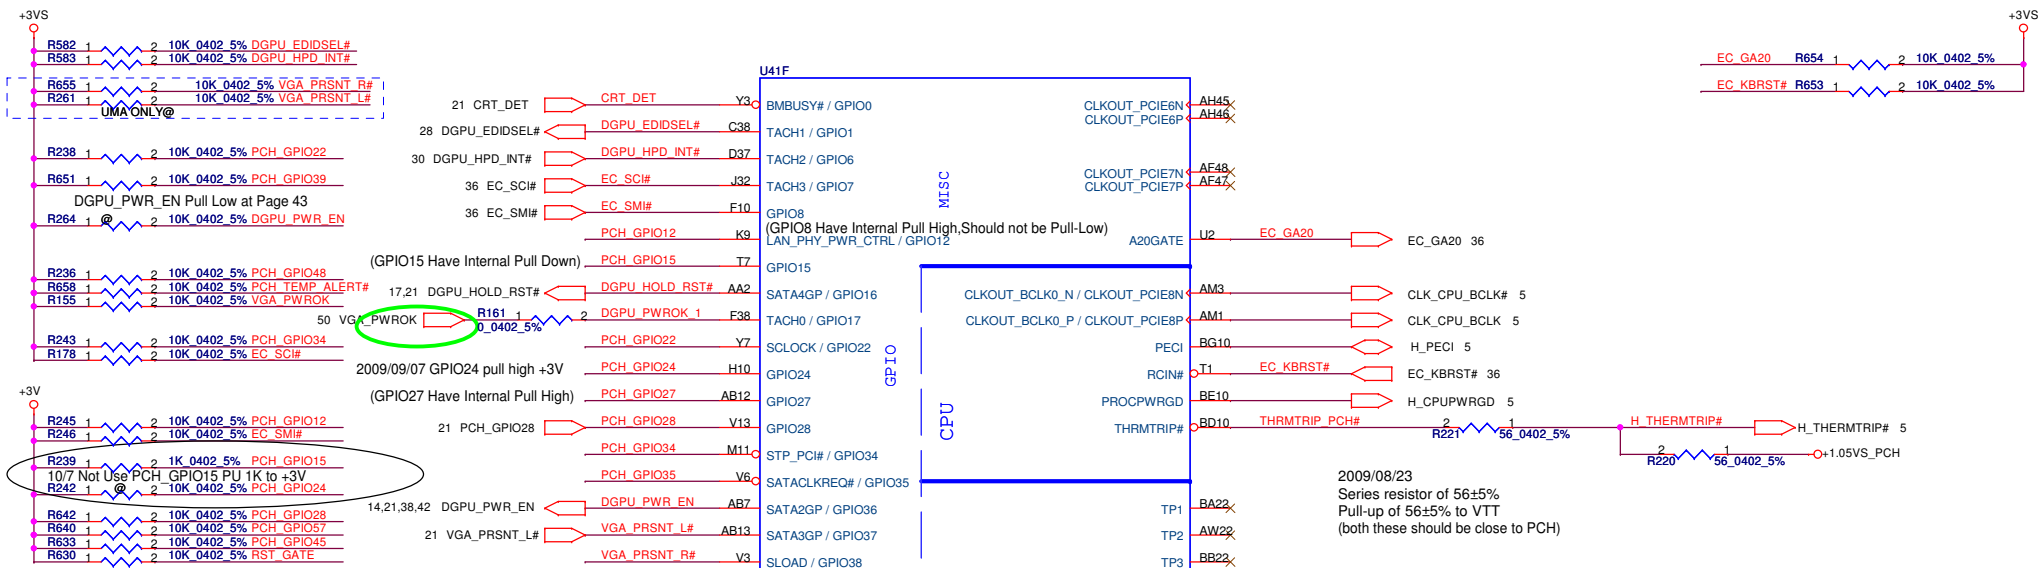 +3VS
R582 1 2 10K_0402_5% DGPU_EDIDSEL#
R583 1 2 10K_0402_5% DGPU_HPD_INT#
R655 1 2 10K_0402_5% VGA_PRSNT_R#
R261 1 2 10K_0402_5% VGA_PRSNT_L#
UMA ONLY@
R238 1 2 10K_0402_5% PCH_GPIO22
R651 1 2 10K_0402_5% PCH_GPIO39
DGPU_PWR_EN Pull Low at Page 43
R264 1 @ 2 10K_0402_5% DGPU_PWR_EN
R236 1 2 10K_0402_5% PCH_GPIO48
R658 1 2 10K_0402_5% PCH_TEMP_ALERT#
R155 1 2 10K_0402_5% VGA_PWROK
R243 1 2 10K_0402_5% PCH_GPIO34
R178 1 2 10K_0402_5% EC_SCI#
+3V
R245 1 2 10K_0402_5% PCH_GPIO12
R246 1 2 10K_0402_5% EC_SMI#
R239 1 2 1K_0402_5% PCH_GPIO15
10/7 Not Use PCH_GPIO15 PU 1K to +3V
R242 1 @ 2 10K_0402_5% PCH_GPIO24
R642 1 2 10K_0402_5% PCH_GPIO28
R640 1 2 10K_0402_5% PCH_GPIO57
R633 1 2 10K_0402_5% PCH_GPIO45
R630 1 2 10K_0402_5% RST_GATE
U41F
21 CRT_DET CRT_DET Y3 BMBUSY# / GPIO0
28 DGPU_EDIDSEL# DGPU_EDIDSEL# C38 TACH1 / GPIO1
30 DGPU_HPD_INT# DGPU_HPD_INT# D37 TACH2 / GPIO6
36 EC_SCI# EC_SCI# J32 TACH3 / GPIO7
36 EC_SMI# EC_SMI# F10 GPIO8
(GPIO8 Have Internal Pull High,Should not be Pull-Low)
PCH_GPIO12 K9 LAN_PHY_PWR_CTRL / GPIO12
(GPIO15 Have Internal Pull Down) PCH_GPIO15 T7 GPIO15
17,21 DGPU_HOLD_RST# DGPU_HOLD_RST# AA2 SATA4GP / GPIO16
50 VGA_PWROK R161 1 2 0_0402_5% DGPU_PWROK_1 F38 TACH0 / GPIO17
PCH_GPIO22 Y7 SCLOCK / GPIO22
2009/09/07 GPIO24 pull high +3V PCH_GPIO24 H10 GPIO24
(GPIO27 Have Internal Pull High) PCH_GPIO27 AB12 GPIO27
21 PCH_GPIO28 PCH_GPIO28 V13 GPIO28
PCH_GPIO34 M11 STP_PCI# / GPIO34
PCH_GPIO35 V6 SATACLKREQ# / GPIO35
14,21,38,42 DGPU_PWR_EN DGPU_PWR_EN AB7 SATA2GP / GPIO36
21 VGA_PRSNT_L# VGA_PRSNT_L# AB13 SATA3GP / GPIO37
VGA_PRSNT_R# V3 SLOAD / GPIO38
MISC
GPIO
CPU
CLKOUT_PCIE6N AH45
CLKOUT_PCIE6P AH46
CLKOUT_PCIE7N AF48
CLKOUT_PCIE7P AF47
A20GATE U2 EC_GA20 EC_GA20 36
CLKOUT_BCLK0_N / CLKOUT_PCIE8N AM3 CLK_CPU_BCLK# 5
CLKOUT_BCLK0_P / CLKOUT_PCIE8P AM1 CLK_CPU_BCLK 5
PECI BG10 H_PECI 5
RCIN# T1 EC_KBRST# EC_KBRST# 36
PROCPWRGD BE10 H_CPUPWRGD 5
THRMTRIP# BD10 THRMTRIP_PCH# R221 2 1 56_0402_5% H_THERMTRIP# H_THERMTRIP# 5
R220 2 1 56_0402_5% +1.05VS_PCH
2009/08/23
Series resistor of 56±5%
Pull-up of 56±5% to VTT
(both these should be close to PCH)
TP1 BA22
TP2 AW22
TP3 BB22
+3VS
EC_GA20 R654 1 2 10K_0402_5%
EC_KBRST# R653 1 2 10K_0402_5%